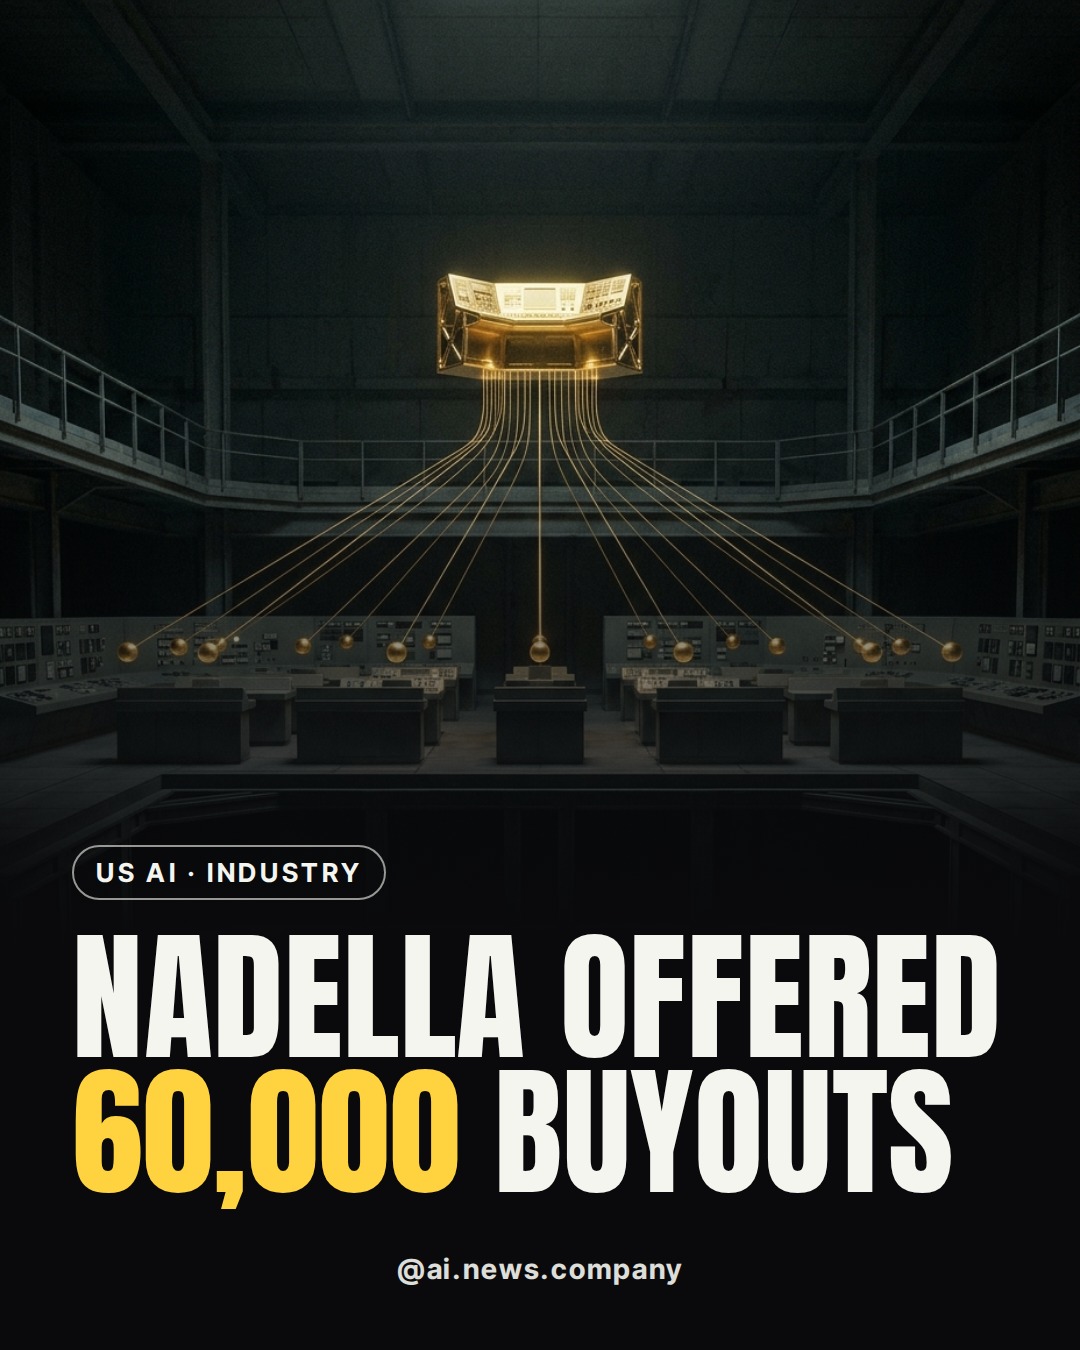 US AI · INDUSTRY
NADELLA OFFERED
60,000 BUYOUTS
@ai.news.company